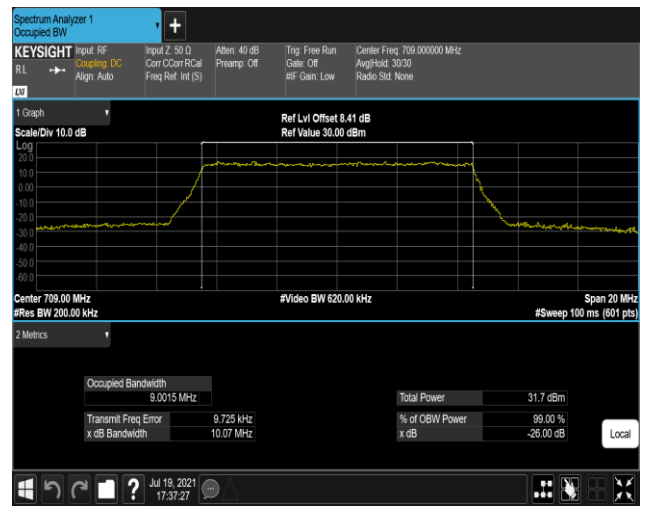 Spectrum Analyzer 1
Occupied BW
+
KEYSIGHT Input: RF Input Z: 50 Ω Atten: 40 dB Trig: Free Run Center Freq: 709.000000 MHz
RL Coupling: DC Corr CCorr RCal Preamp: Off Gate: Off Avg|Hold: 30/30
Align: Auto Freq Ref: Int (S) #IF Gain: Low Radio Std: None
LXI
1 Graph
Ref Lvl Offset 8.41 dB
Scale/Div 10.0 dB Ref Value 30.00 dBm
Log
20.0
10.0
0.00
-10.0
-20.0
-30.0
-40.0
-50.0
-60.0
Center 709.00 MHz #Video BW 620.00 kHz Span 20 MHz
#Res BW 200.00 kHz #Sweep 100 ms (601 pts)
2 Metrics
Occupied Bandwidth
9.0015 MHz Total Power 31.7 dBm
Transmit Freq Error 9.725 kHz % of OBW Power 99.00 %
x dB Bandwidth 10.07 MHz x dB -26.00 dB
Local
? Jul 19, 2021
17:37:27